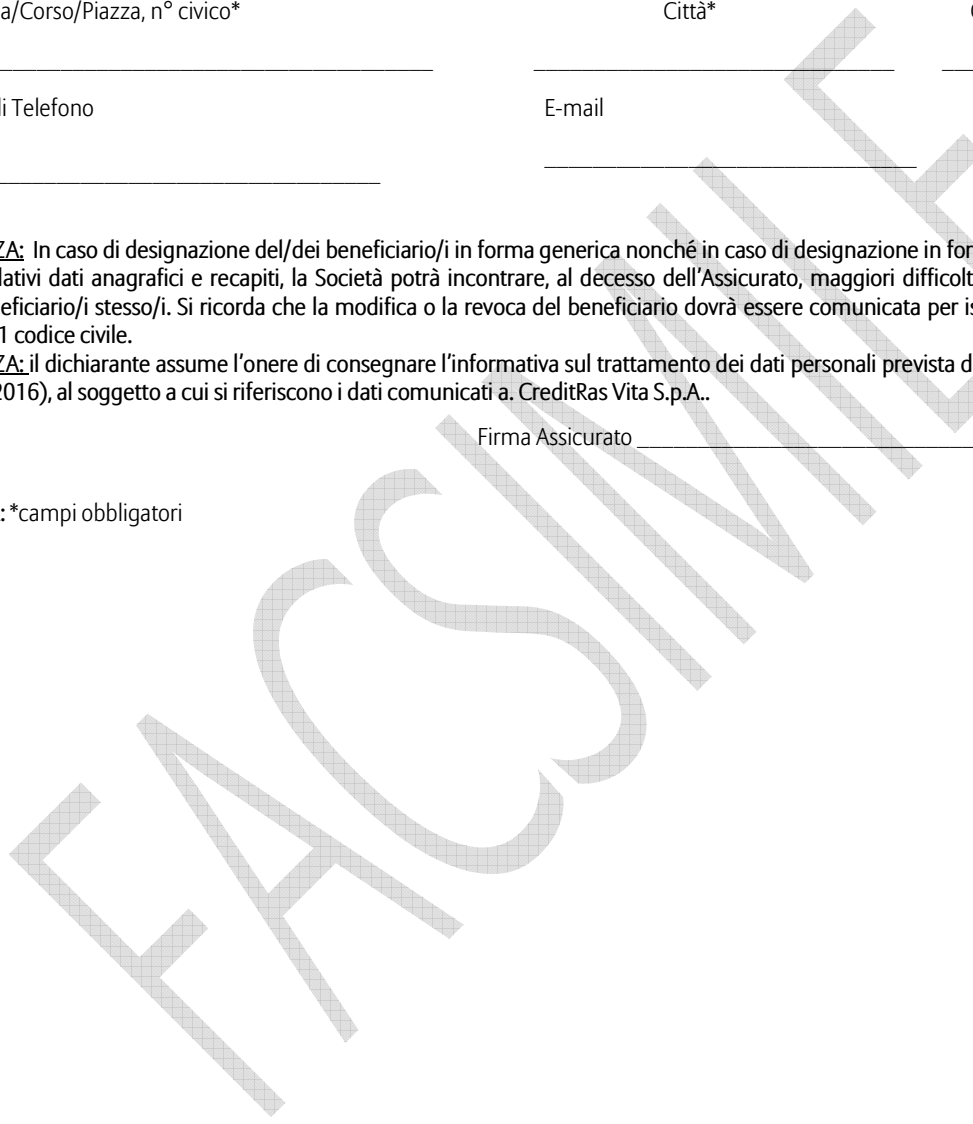 a/Corso/Piazza, n° civico* Città*
li Telefono E-mail
ZA: In caso di designazione del/dei beneficiario/i in forma generica nonché in caso di designazione in for
lativi dati anagrafici e recapiti, la Società potrà incontrare, al decesso dell'Assicurato, maggiori difficolt
eficiario/i stesso/i. Si ricorda che la modifica o la revoca del beneficiario dovrà essere comunicata per is
1 codice civile.
ZA: il dichiarante assume l'onere di consegnare l'informativa sul trattamento dei dati personali prevista d
2016), al soggetto a cui si riferiscono i dati comunicati a. CreditRas Vita S.p.A..
Firma Assicurato
: *campi obbligatori
FACSIMILE